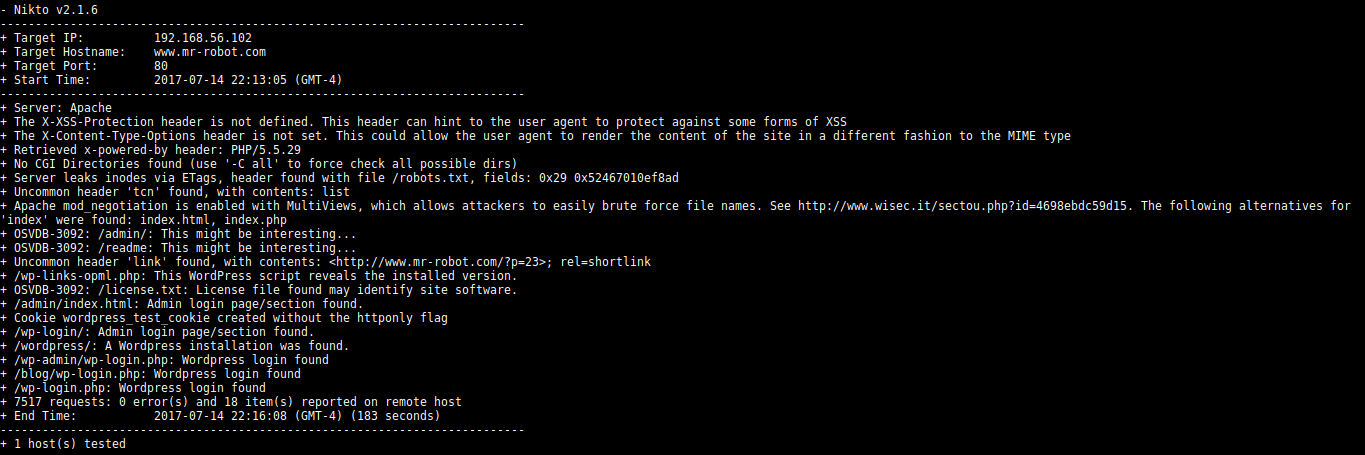 - Nikto v2.1.6
---------------------------------------------------------------------------
+ Target IP:          192.168.56.102
+ Target Hostname:    www.mr-robot.com
+ Target Port:        80
+ Start Time:         2017-07-14 22:13:05 (GMT-4)
---------------------------------------------------------------------------
+ Server: Apache
+ The X-XSS-Protection header is not defined. This header can hint to the user agent to protect against some forms of XSS
+ The X-Content-Type-Options header is not set. This could allow the user agent to render the content of the site in a different fashion to the MIME type
+ Retrieved x-powered-by header: PHP/5.5.29
+ No CGI Directories found (use '-C all' to force check all possible dirs)
+ Server leaks inodes via ETags, header found with file /robots.txt, fields: 0x29 0x52467010ef8ad
+ Uncommon header 'tcn' found, with contents: list
+ Apache mod_negotiation is enabled with MultiViews, which allows attackers to easily brute force file names. See http://www.wisec.it/sectou.php?id=4698ebdc59d15. The following alternatives for
'index' were found: index.html, index.php
+ OSVDB-3092: /admin/: This might be interesting...
+ OSVDB-3092: /readme: This might be interesting...
+ Uncommon header 'link' found, with contents: <http://www.mr-robot.com/?p=23>; rel=shortlink
+ /wp-links-opml.php: This WordPress script reveals the installed version.
+ OSVDB-3092: /license.txt: License file found may identify site software.
+ /admin/index.html: Admin login page/section found.
+ Cookie wordpress_test_cookie created without the httponly flag
+ /wp-login/: Admin login page/section found.
+ /wordpress/: A Wordpress installation was found.
+ /wp-admin/wp-login.php: Wordpress login found
+ /blog/wp-login.php: Wordpress login found
+ /wp-login.php: Wordpress login found
+ 7517 requests: 0 error(s) and 18 item(s) reported on remote host
+ End Time:           2017-07-14 22:16:08 (GMT-4) (183 seconds)
---------------------------------------------------------------------------
+ 1 host(s) tested